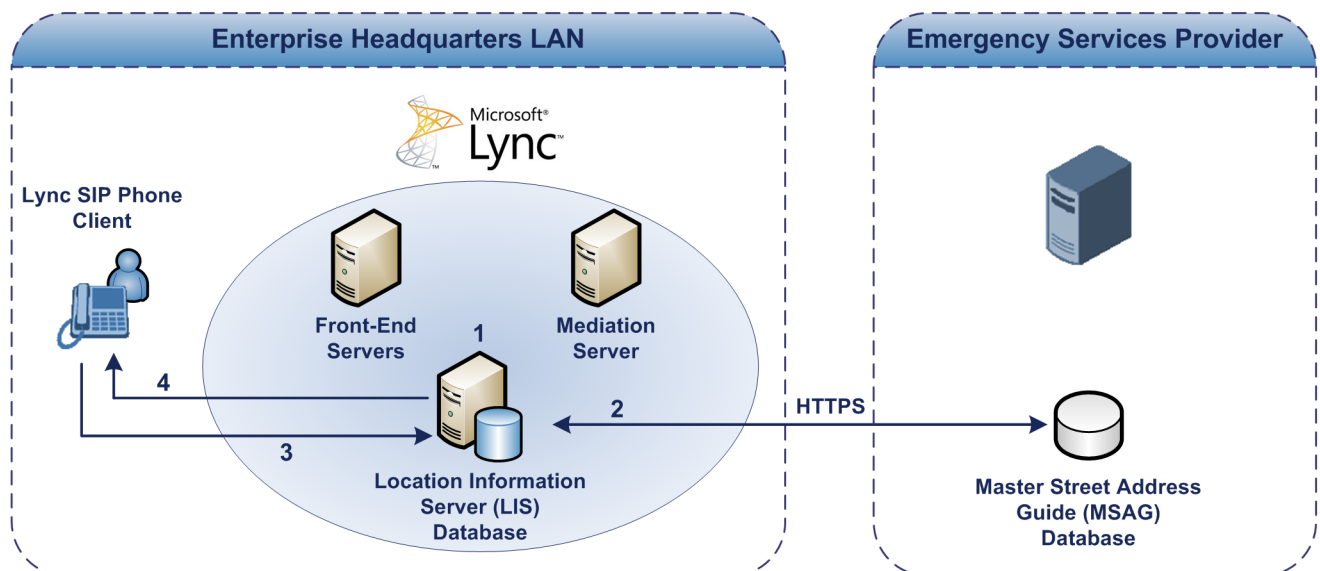 Enterprise Headquarters LAN
Emergency Services Provider
Microsoft®
Lync™
™
Lync SIP Phone
Client
Front-End
Servers
Mediation
Server
1
4
2
HTTPS
3
Location Information
Server (LIS)
Database
Master Street Address
Guide (MSAG)
Database